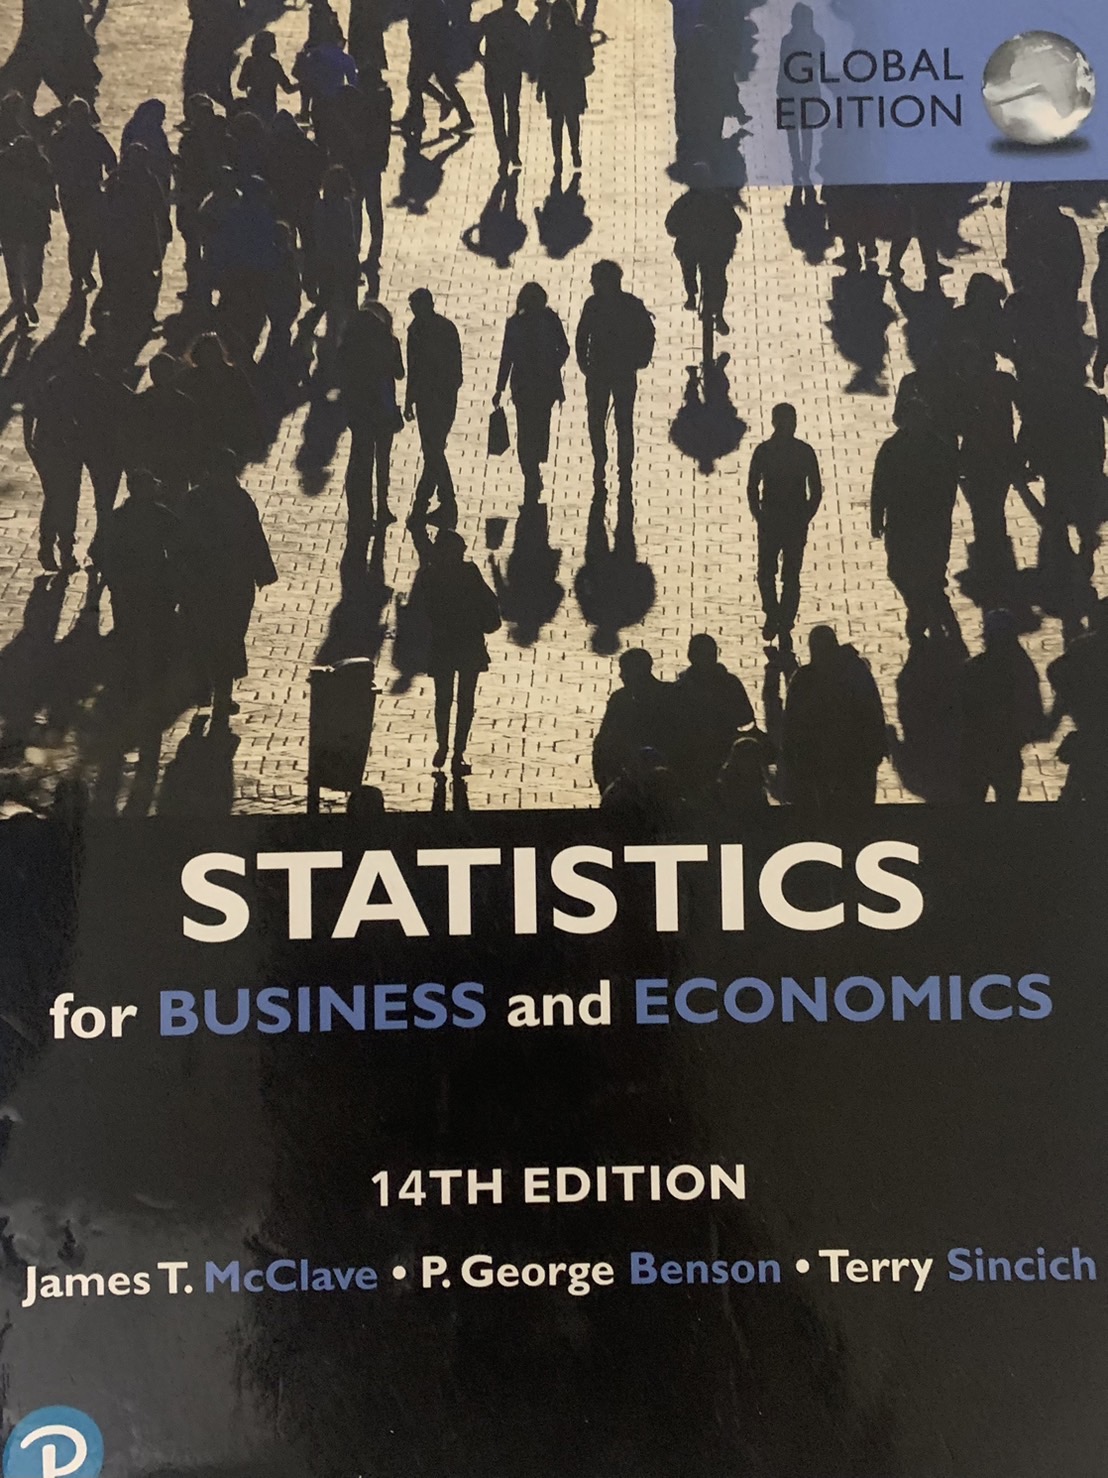 GLOBAL
EDITION
STATISTICS
for BUSINESS and ECONOMICS
14TH EDITION
James T. McClave • P. George Benson • Terry Sincich
P